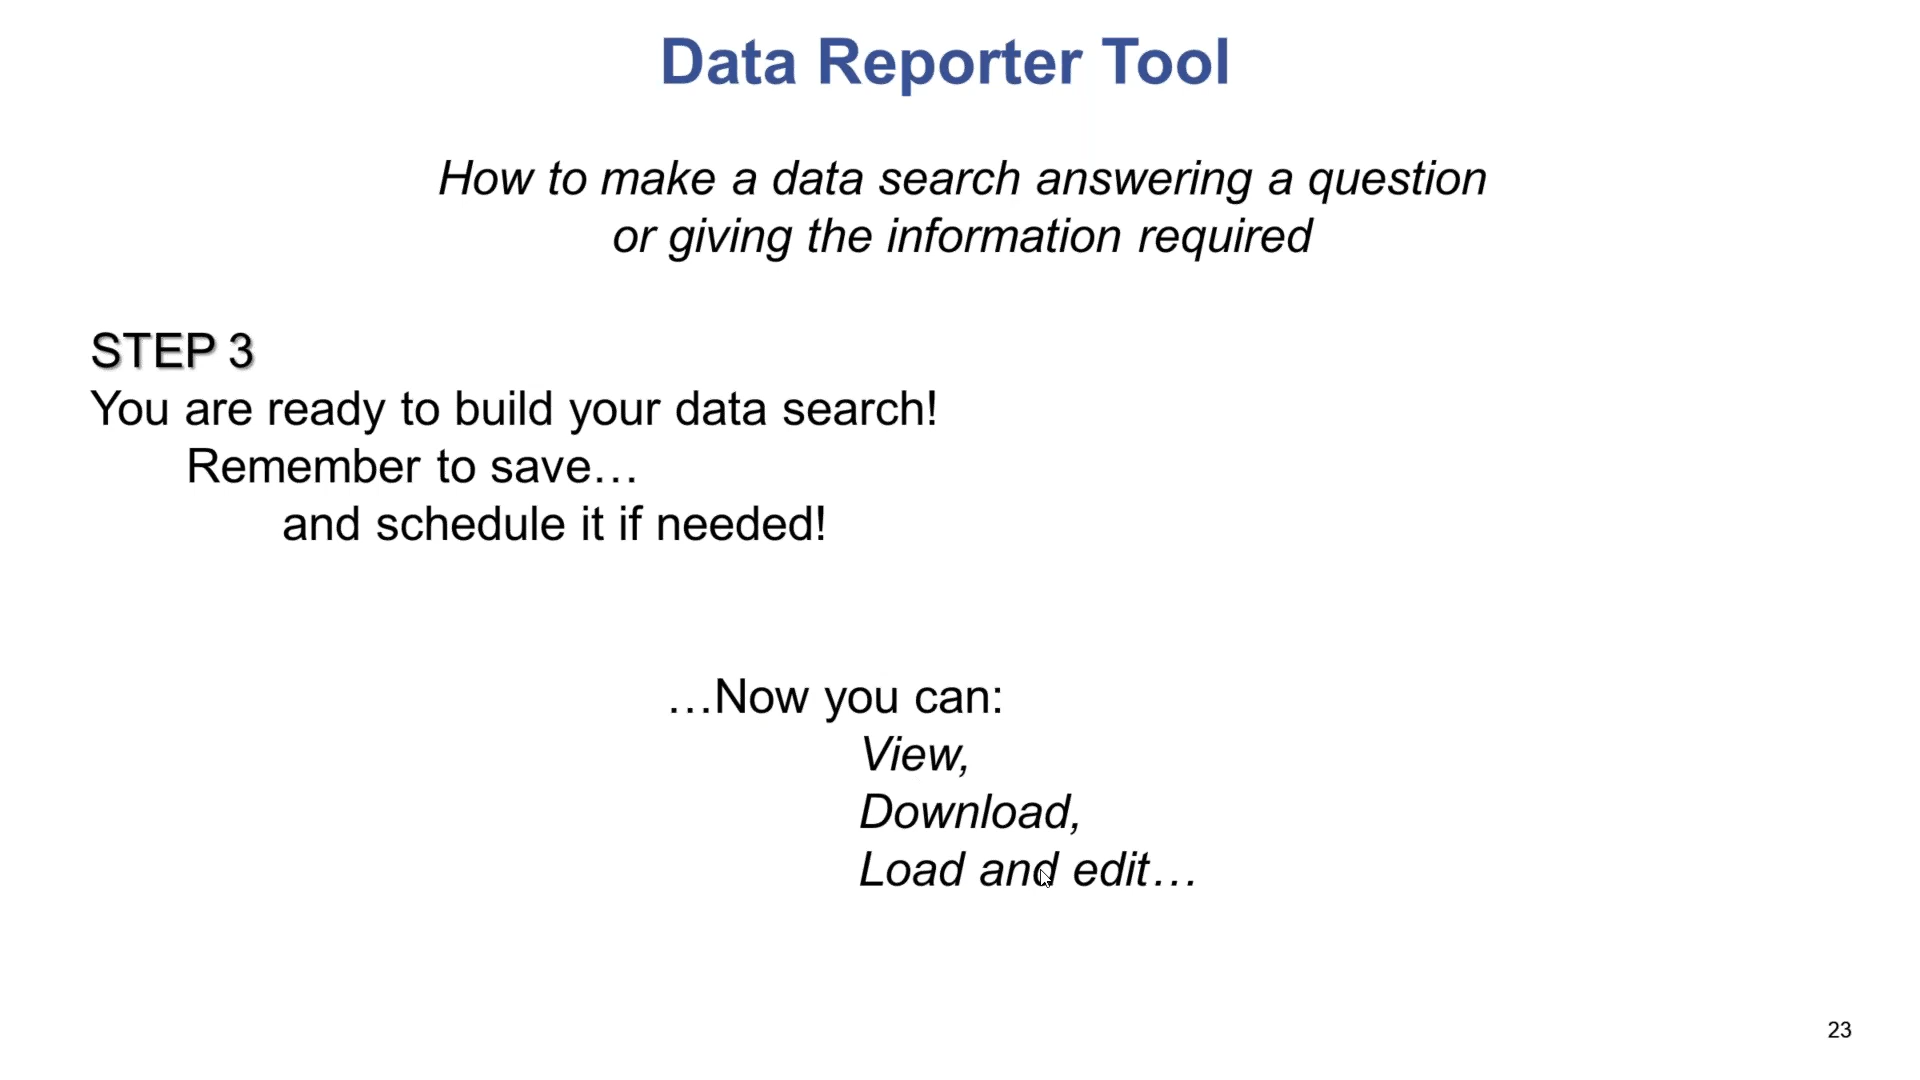 Data Reporter Tool
How to make a data search answering a question
or giving the information required
STEP 3
You are ready to build your data search!
Remember to save…
and schedule it if needed!
…Now you can:
View,
Download,
Load and edit…
23